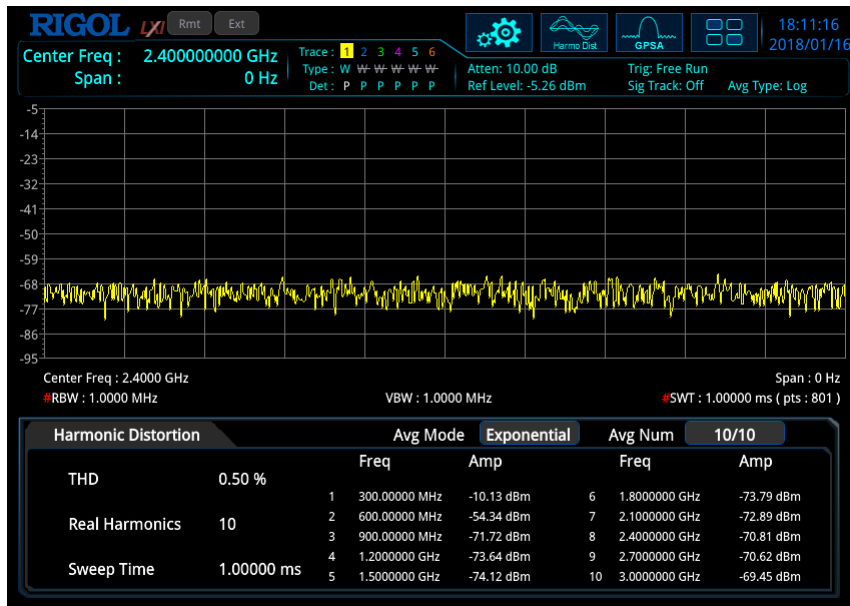 RIGOL LXI Rmt Ext
Harmo Dist GPSA 18:11:16
2018/01/16
Center Freq : 2.400000000 GHz Trace : 1 2 3 4 5 6
Span : 0 Hz Type : W W W W W W Atten: 10.00 dB Trig: Free Run
Det : P P P P P P Ref Level: -5.26 dBm Sig Track: Off Avg Type: Log
-5
-14
-23
-32
-41
-50
-59
-68
-77
-86
-95
Center Freq : 2.4000 GHz Span : 0 Hz
#RBW : 1.0000 MHz VBW : 1.0000 MHz #SWT : 1.00000 ms ( pts : 801 )
Harmonic Distortion Avg Mode Exponential Avg Num 10/10
Freq Amp Freq Amp
THD 0.50 %
1 300.00000 MHz -10.13 dBm 6 1.8000000 GHz -73.79 dBm
Real Harmonics 10
2 600.00000 MHz -54.34 dBm 7 2.1000000 GHz -72.89 dBm
3 900.00000 MHz -71.72 dBm 8 2.4000000 GHz -70.81 dBm
4 1.2000000 GHz -73.64 dBm 9 2.7000000 GHz -70.62 dBm
Sweep Time 1.00000 ms
5 1.5000000 GHz -74.12 dBm 10 3.0000000 GHz -69.45 dBm